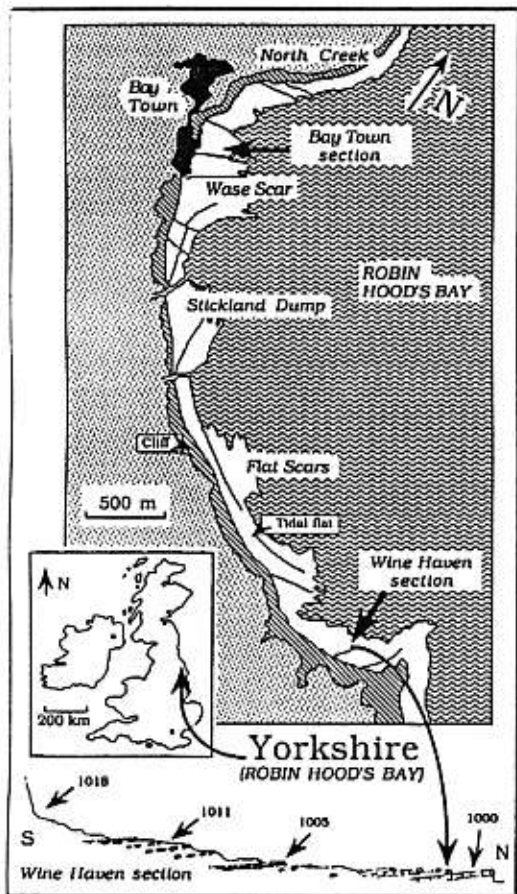 North Creek
Bay
Town
N
Bay Town
section
Wase Scar
ROBIN
HOOD'S BAY
Stickland Dump
Cliff
Flat Scars
500 m
Tidal flat
Wine Haven
section
N
200 km
Yorkshire
(ROBIN HOOD'S BAY)
1018
1011
1005
1000
S
N
Wine Haven section